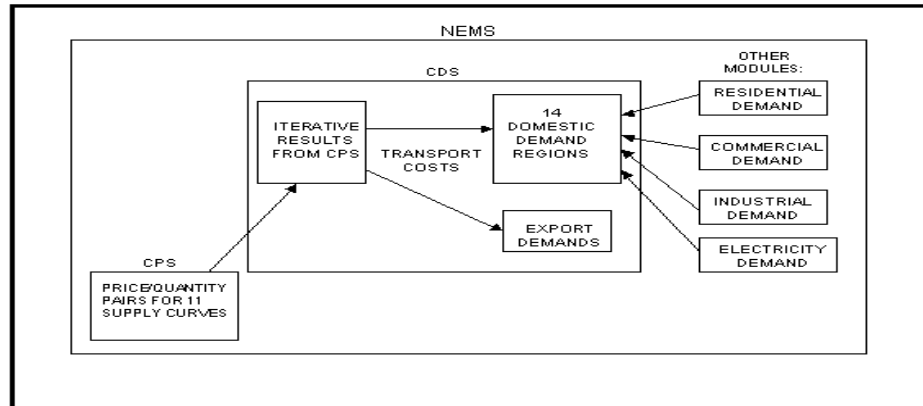 NEMS
OTHER
MODULES:
CDS
RESIDENTIAL
DEMAND
ITERATIVE
RESULTS
FROM CPS
14
DOMESTIC
DEMAND
REGIONS
TRANSPORT
COSTS
COMMERCIAL
DEMAND
INDUSTRIAL
DEMAND
EXPORT
DEMANDS
ELECTRICITY
DEMAND
CPS
PRICE/QUANTITY
PAIRS FOR 11
SUPPLY CURVES